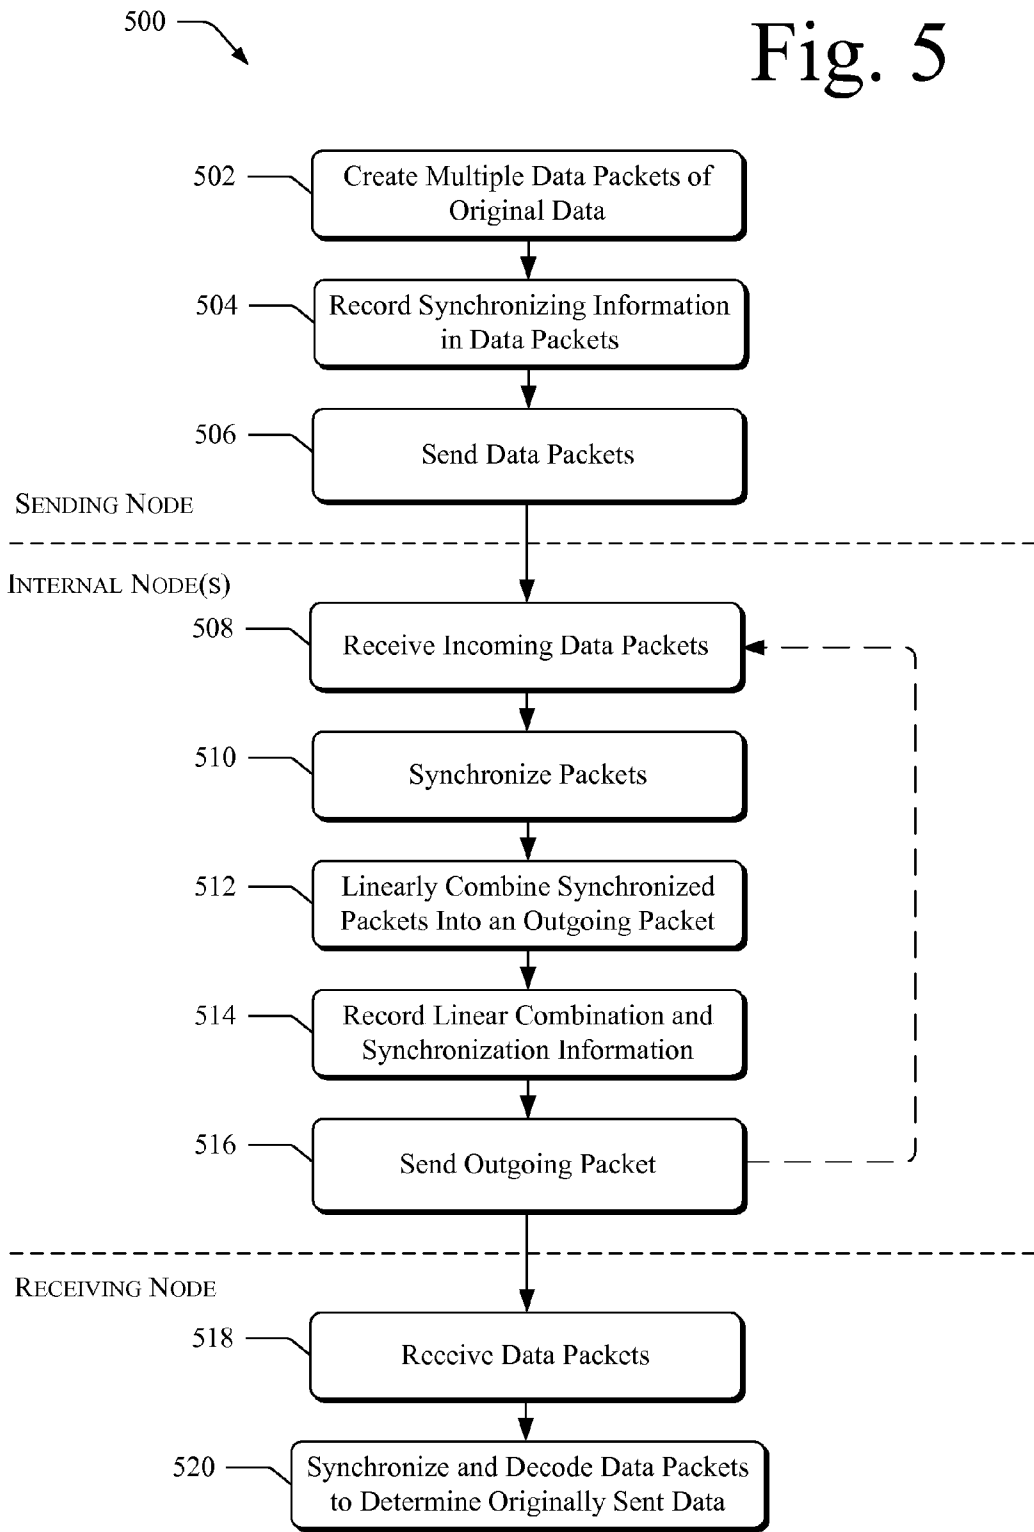 500
Fig. 5
502
Create Multiple Data Packets of
Original Data
504
Record Synchronizing Information
in Data Packets
506
Send Data Packets
SENDING NODE
INTERNAL NODE(S)
508
Receive Incoming Data Packets
510
Synchronize Packets
512
Linearly Combine Synchronized
Packets Into an Outgoing Packet
514
Record Linear Combination and
Synchronization Information
516
Send Outgoing Packet
RECEIVING NODE
518
Receive Data Packets
520
Synchronize and Decode Data Packets
to Determine Originally Sent Data